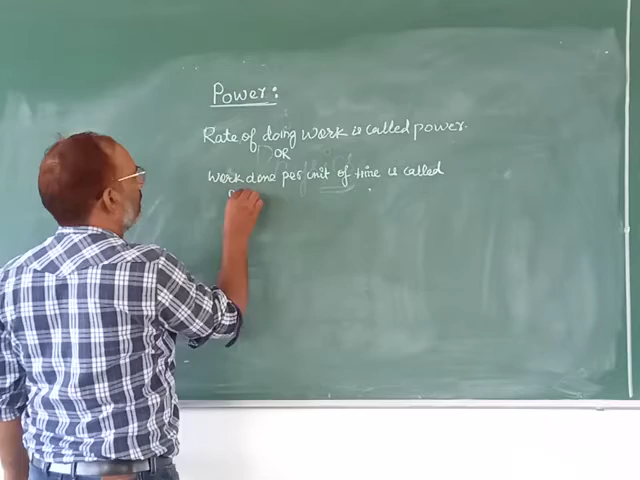 Power:
Rate of doing work is called power.
OR
Work done per unit of time is called